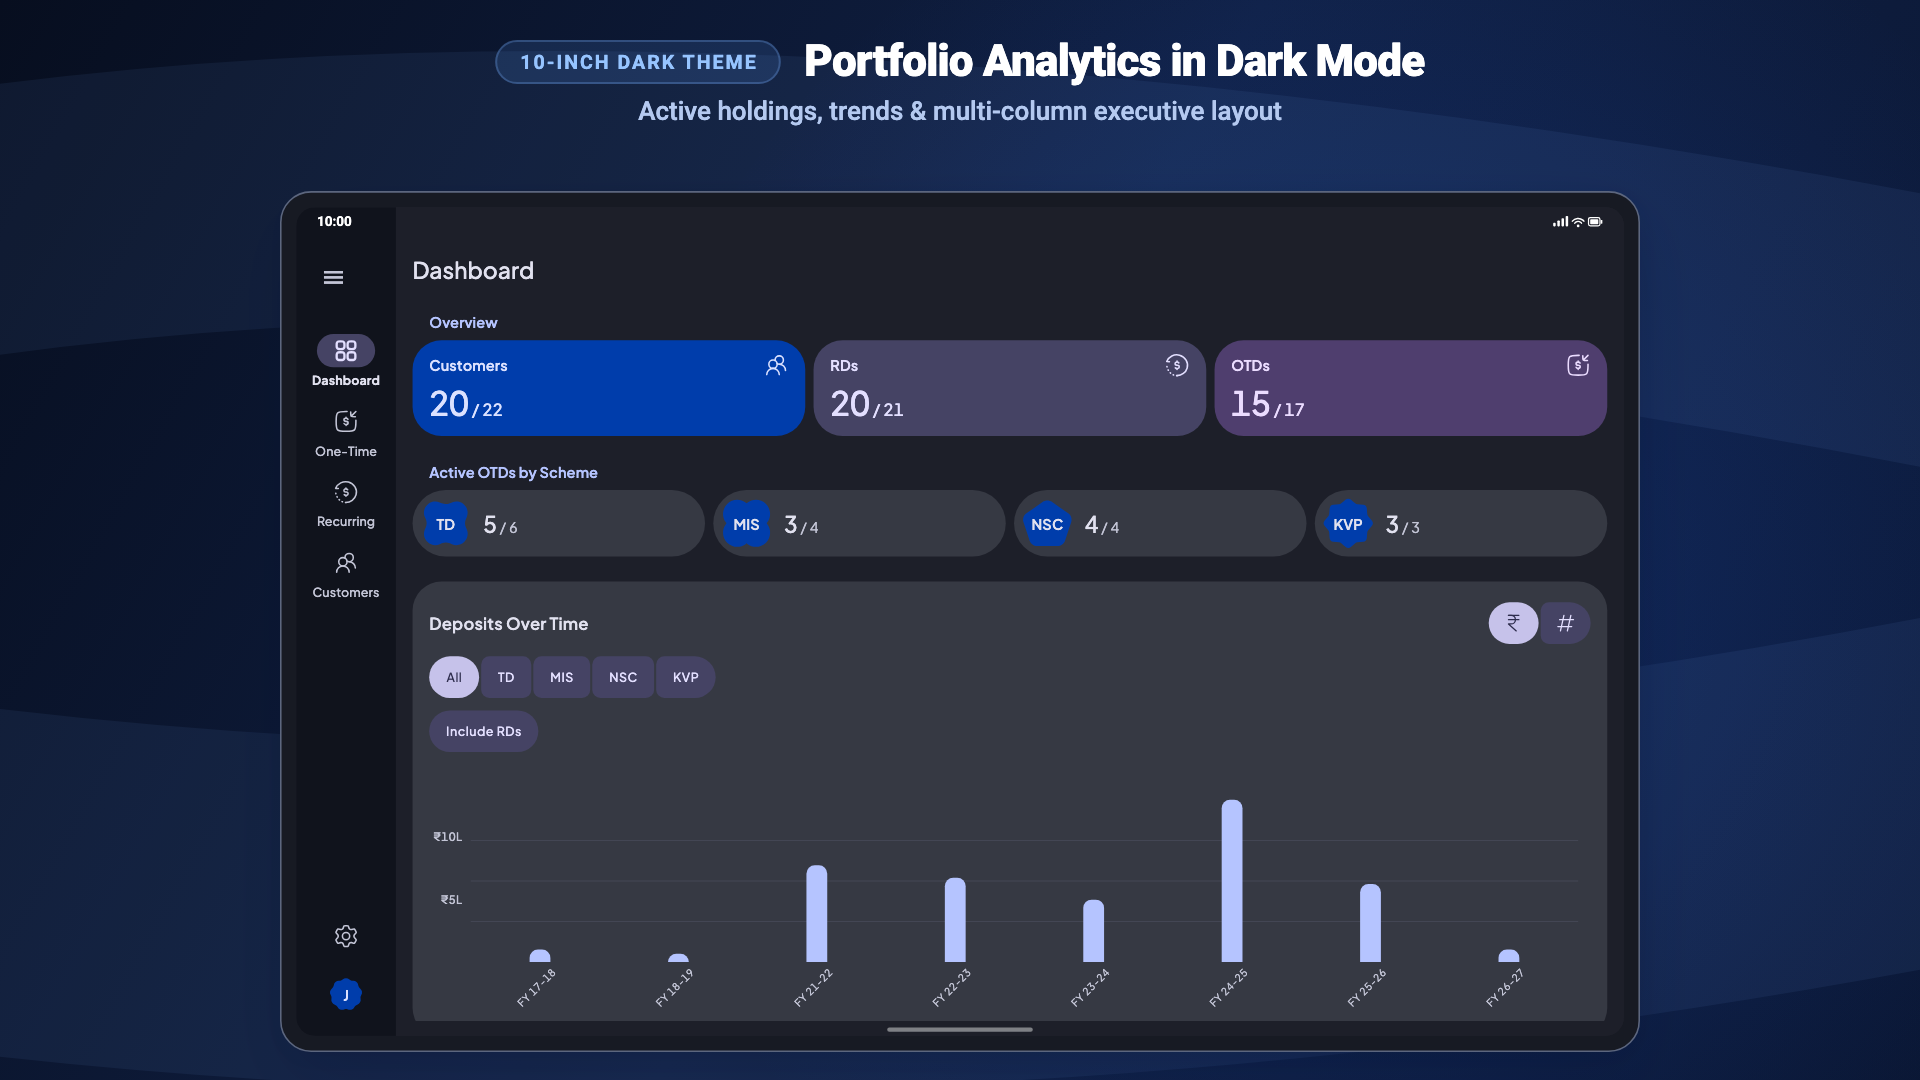 10-INCH DARK THEME
Portfolio Analytics in Dark Mode
Active holdings, trends & multi-column executive layout
10:00
Dashboard
One-Time
Recurring
Customers
J
Dashboard
Overview
Customers
20 / 22
RDs
20 / 21
OTDs
15 / 17
Active OTDs by Scheme
TD 5 / 6
MIS 3 / 4
NSC 4 / 4
KVP 3 / 3
Deposits Over Time
₹ #
All TD MIS NSC KVP
Include RDs
₹10L
₹5L
FY 17-18 FY 18-19 FY 21-22 FY 22-23 FY 23-24 FY 24-25 FY 25-26 FY 26-27